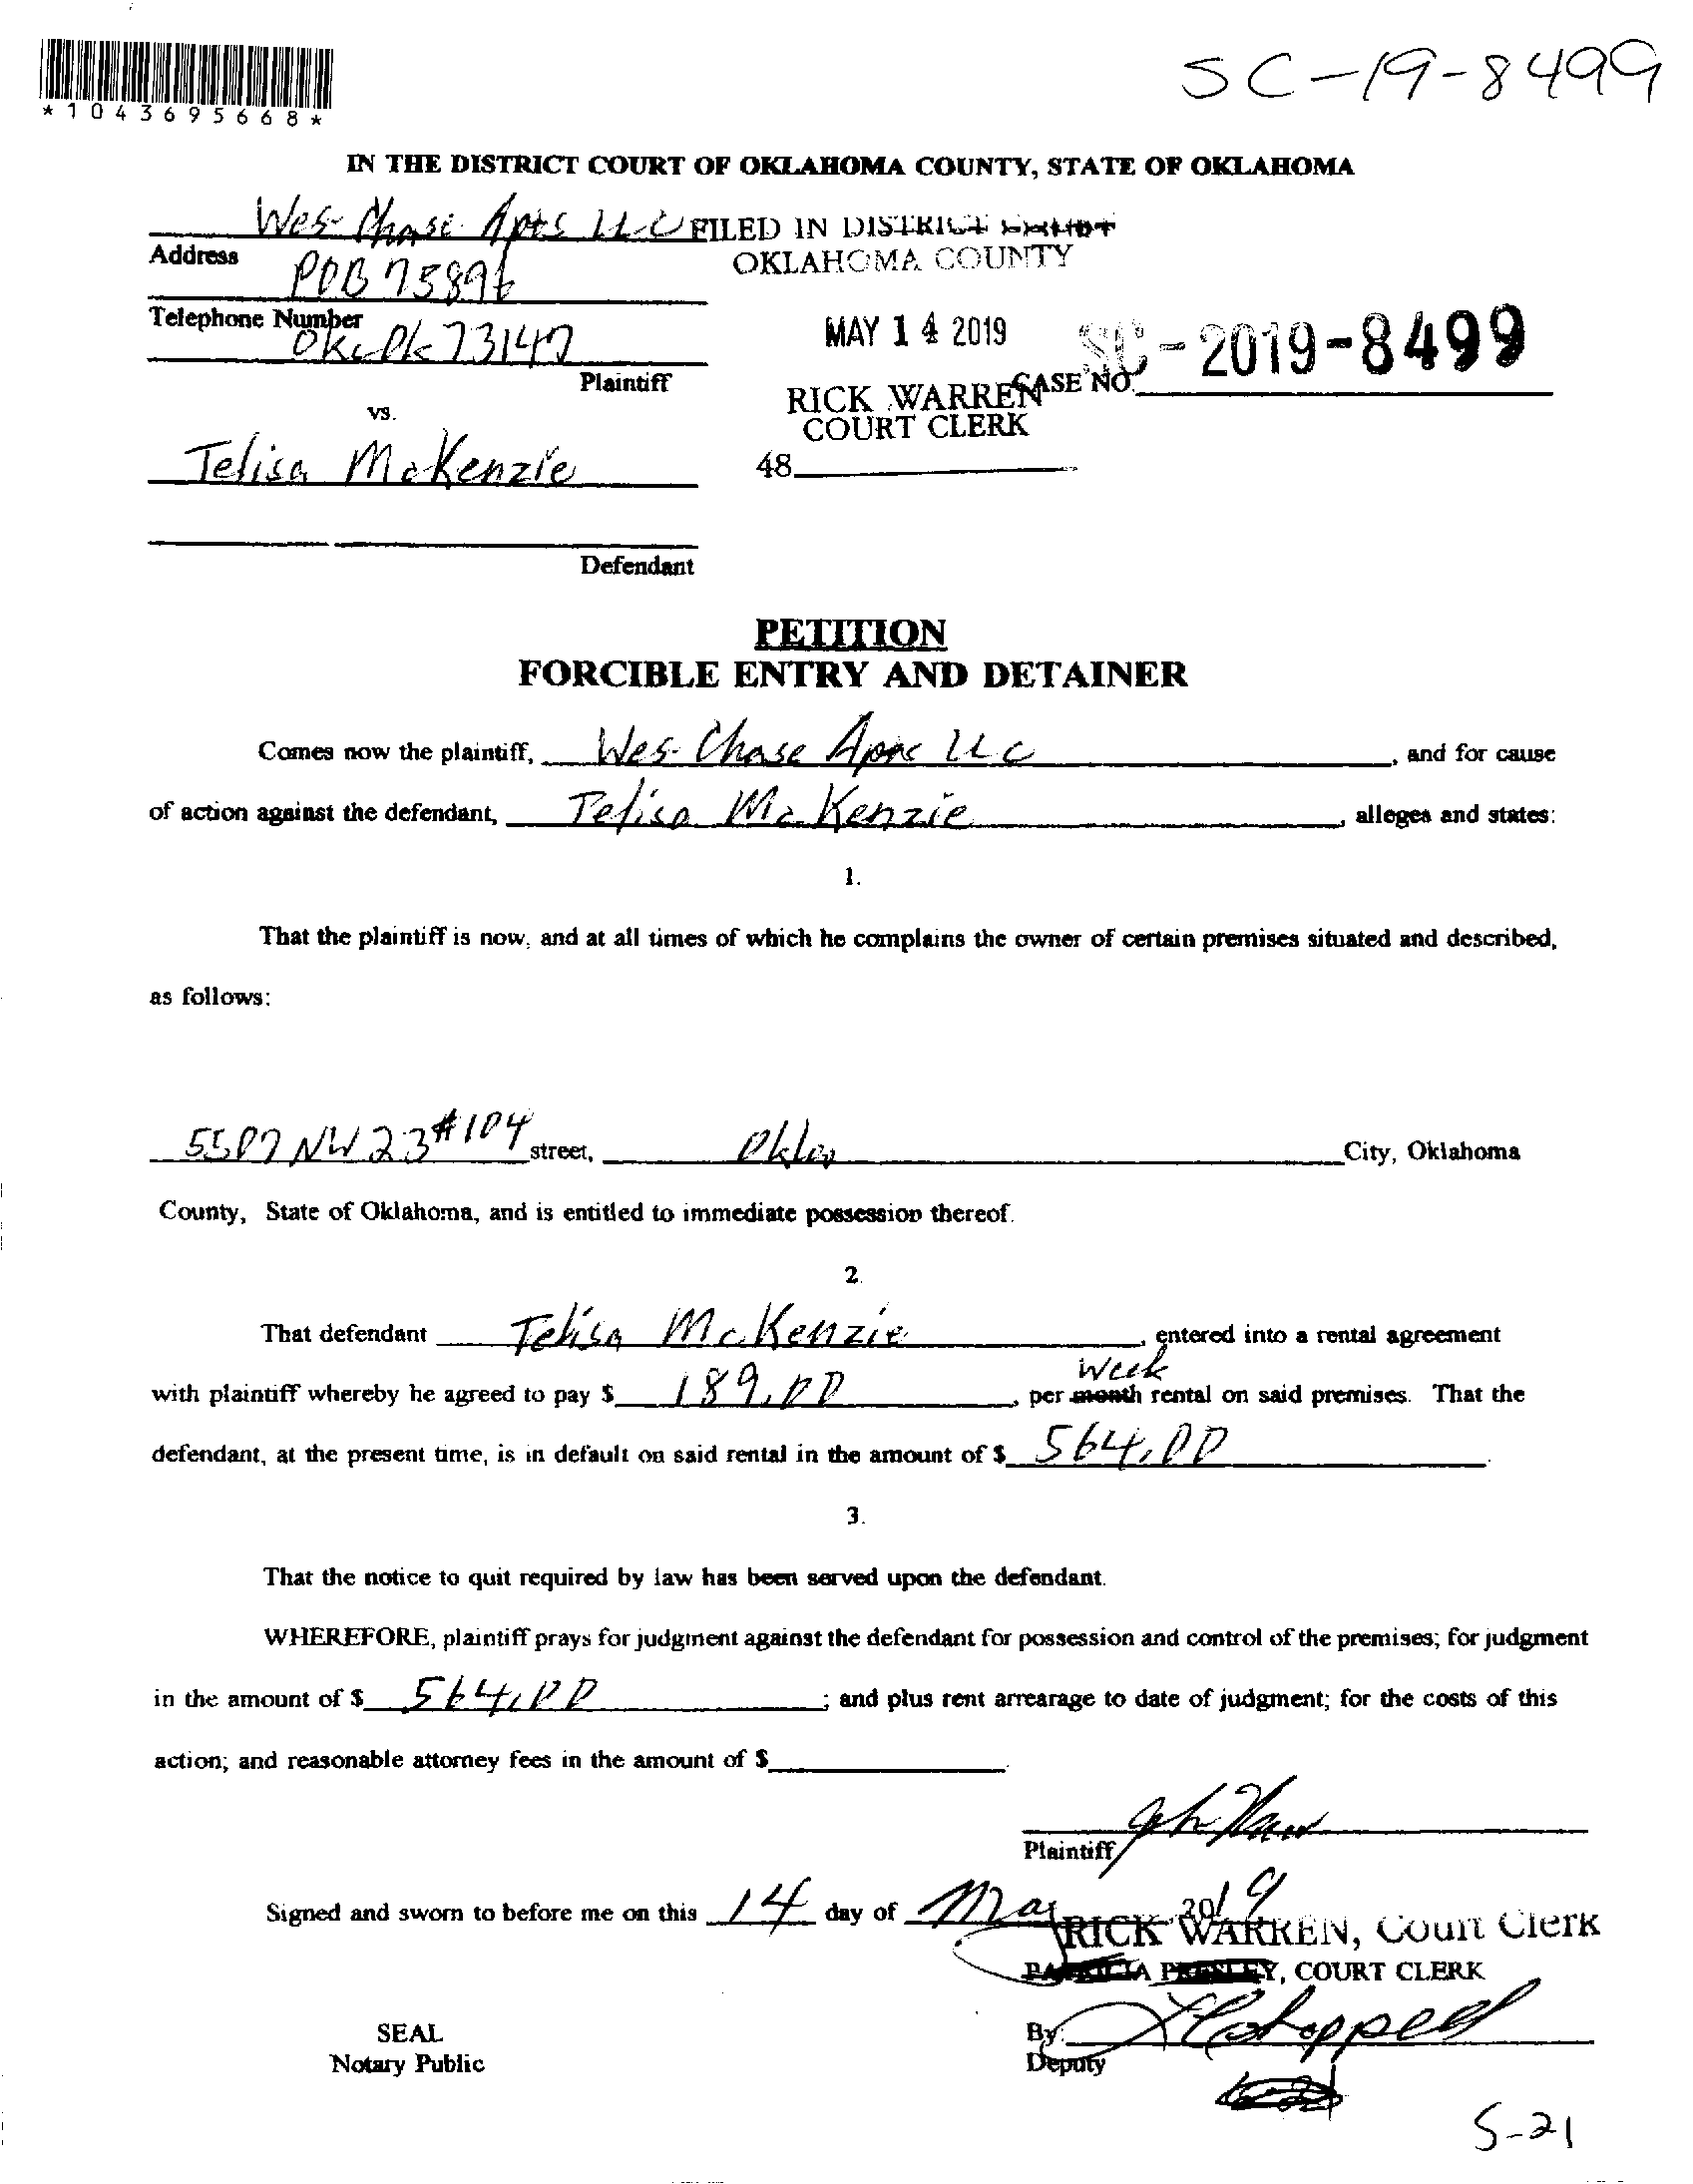 *1043695668*
SC-19-8499
IN THE DISTRICT COURT OF OKLAHOMA COUNTY, STATE OF OKLAHOMA
Wes Chase Apts LLC
FILED IN DISTRICT COURT
OKLAHOMA COUNTY
Address
POB 75896
Telephone Number
Okc Ok 73147
MAY 14 2019
SC-2019-8499
Plaintiff
CASE NO.
RICK WARREN
COURT CLERK
vs.
Telisa McKenzie
48
Defendant
PETITION
FORCIBLE ENTRY AND DETAINER
Comes now the plaintiff, Wes Chase Apts LLC, and for cause
of action against the defendant, Telisa McKenzie, alleges and states:
1.
That the plaintiff is now, and at all times of which he complains the owner of certain premises situated and described,
as follows:
5507 NW 23 #104 street, Okla City, Oklahoma
County, State of Oklahoma, and is entitled to immediate possession thereof.
2.
That defendant Telisa McKenzie, entered into a rental agreement
week
with plaintiff whereby he agreed to pay $ 189.00, per month rental on said premises. That the
defendant, at the present time, is in default on said rental in the amount of $ 564.00.
3.
That the notice to quit required by law has been served upon the defendant.
WHEREFORE, plaintiff prays for judgment against the defendant for possession and control of the premises; for judgment
in the amount of $ 564.00; and plus rent arrearage to date of judgment; for the costs of this
action; and reasonable attorney fees in the amount of $
Plaintiff
Signed and sworn to before me on this 14 day of May 2019
RICK WARREN, Court Clerk
PATRICIA PRESLEY, COURT CLERK
SEAL
By:
Notary Public
Deputy
5-21